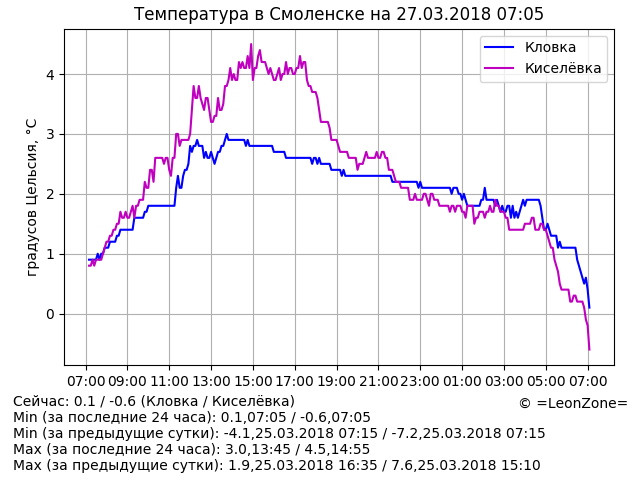 Температура в Смоленске на 27.03.2018 07:05
Кловка
Киселёвка
градусов Цельсия, °C
4
3
2
1
0
07:00 09:00 11:00 13:00 15:00 17:00 19:00 21:00 23:00 01:00 03:00 05:00 07:00
Сейчас: 0.1 / -0.6 (Кловка / Киселёвка)
© =LeonZone=
Min (за последние 24 часа): 0.1,07:05 / -0.6,07:05
Min (за предыдущие сутки): -4.1,25.03.2018 07:15 / -7.2,25.03.2018 07:15
Max (за последние 24 часа): 3.0,13:45 / 4.5,14:55
Max (за предыдущие сутки): 1.9,25.03.2018 16:35 / 7.6,25.03.2018 15:10